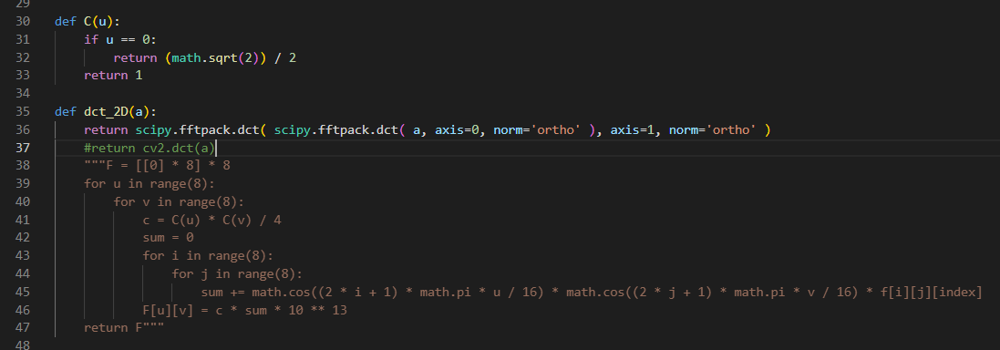 29
30 def C(u):
31     if u == 0:
32         return (math.sqrt(2)) / 2
33     return 1
34
35 def dct_2D(a):
36     return scipy.fftpack.dct( scipy.fftpack.dct( a, axis=0, norm='ortho' ), axis=1, norm='ortho' )
37     #return cv2.dct(a)
38     """F = [[0] * 8] * 8
39     for u in range(8):
40         for v in range(8):
41             c = C(u) * C(v) / 4
42             sum = 0
43             for i in range(8):
44                 for j in range(8):
45                     sum += math.cos((2 * i + 1) * math.pi * u / 16) * math.cos((2 * j + 1) * math.pi * v / 16) * f[i][j][index]
46             F[u][v] = c * sum * 10 ** 13
47     return F"""
48